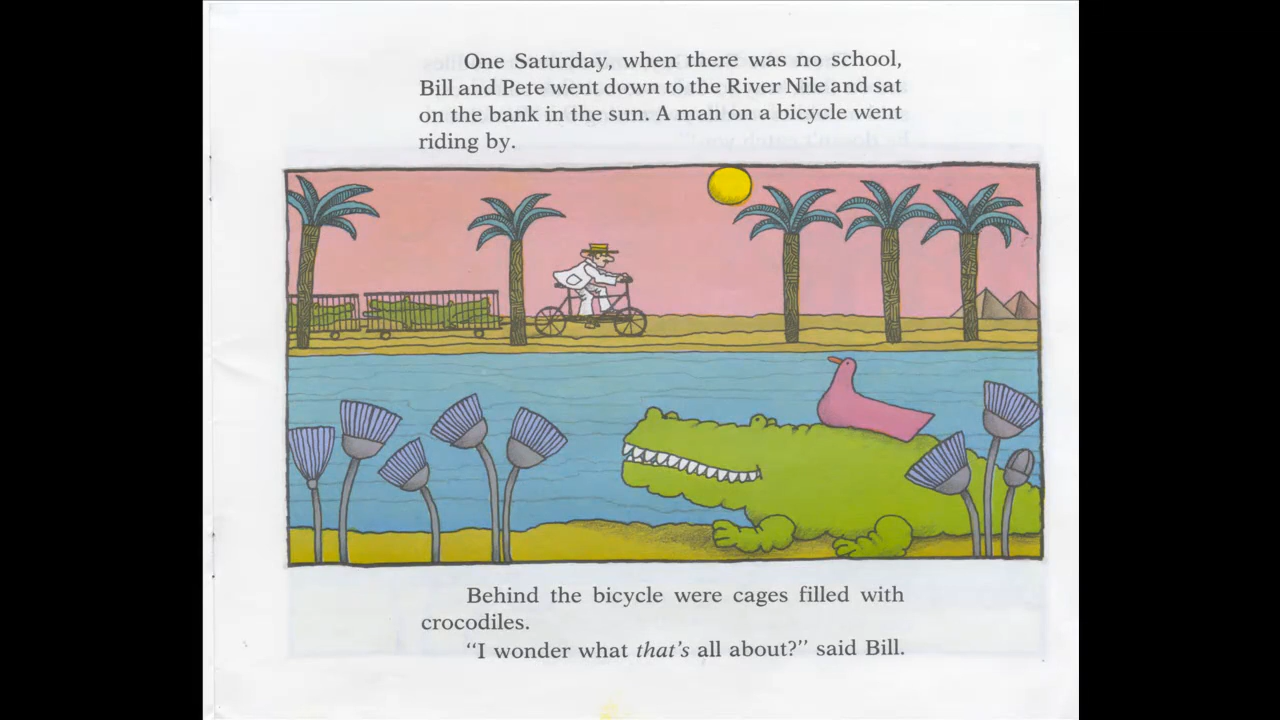 One Saturday, when there was no school,
Bill and Pete went down to the River Nile and sat
on the bank in the sun. A man on a bicycle went
riding by.
Behind the bicycle were cages filled with
crocodiles.
“I wonder what that’s all about?” said Bill.